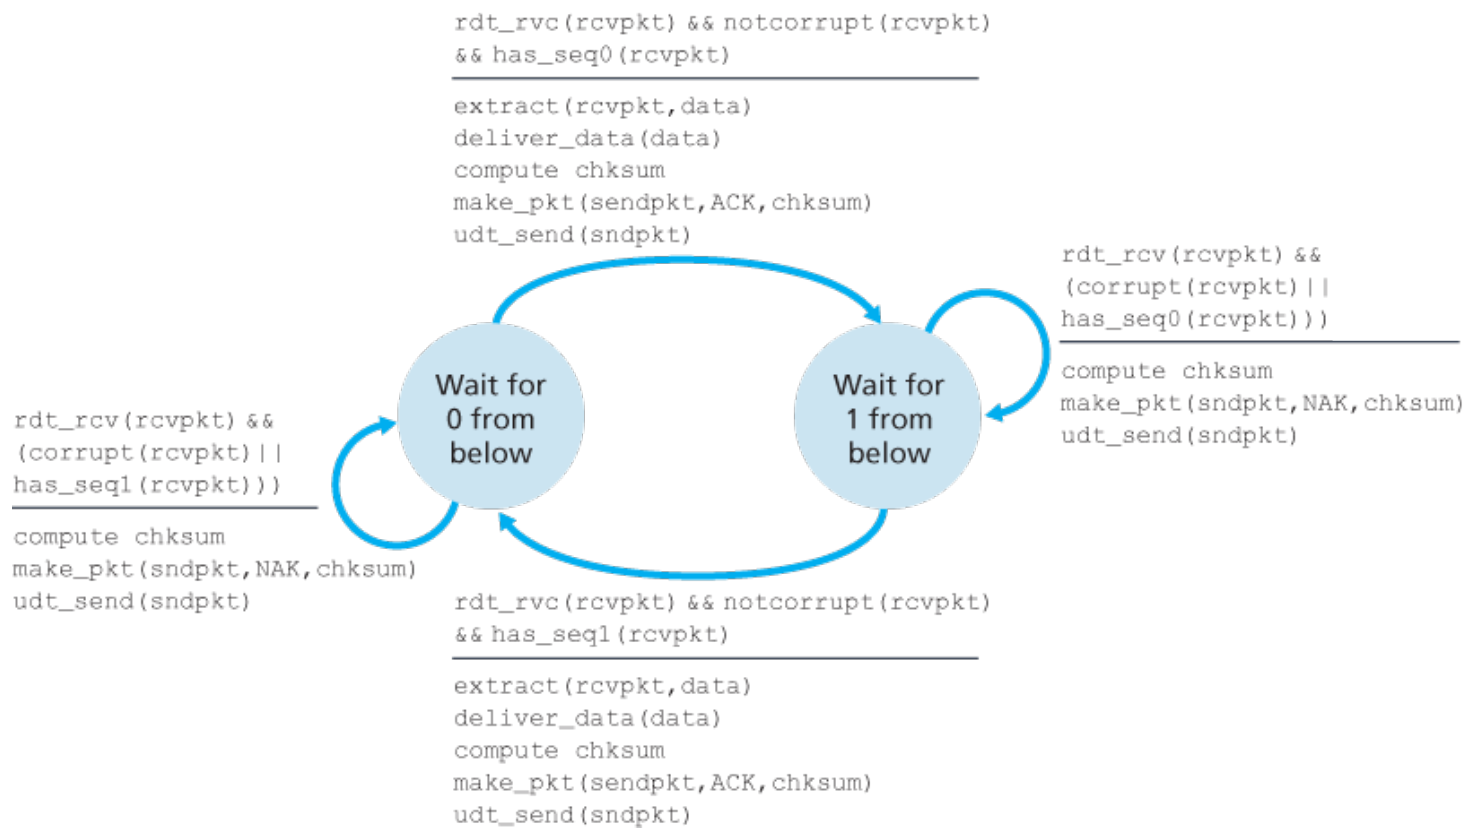 rdt_rvc(rcvpkt) && notcorrupt(rcvpkt)
&& has_seq0(rcvpkt)
extract(rcvpkt,data)
deliver_data(data)
compute chksum
make_pkt(sendpkt,ACK,chksum)
udt_send(sndpkt)
rdt_rcv(rcvpkt) &&
(corrupt(rcvpkt)||
has_seq0(rcvpkt)))
compute chksum
make_pkt(sndpkt,NAK,chksum)
udt_send(sndpkt)
Wait for
0 from
below
Wait for
1 from
below
rdt_rcv(rcvpkt) &&
(corrupt(rcvpkt)||
has_seq1(rcvpkt)))
compute chksum
make_pkt(sndpkt,NAK,chksum)
udt_send(sndpkt)
rdt_rvc(rcvpkt) && notcorrupt(rcvpkt)
&& has_seq1(rcvpkt)
extract(rcvpkt,data)
deliver_data(data)
compute chksum
make_pkt(sendpkt,ACK,chksum)
udt_send(sndpkt)